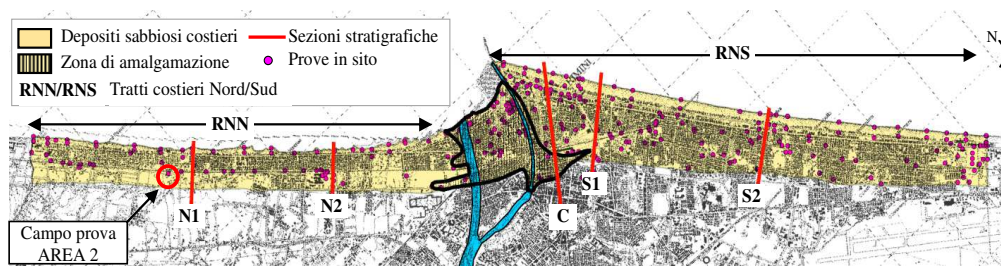 Depositi sabbiosi costieri
Sezioni stratigrafiche
Zona di amalgamazione
Prove in sito
RNN/RNS Tratti costieri Nord/Sud
RNS
N
RNN
N1
N2
C
S1
S2
Campo prova
AREA 2